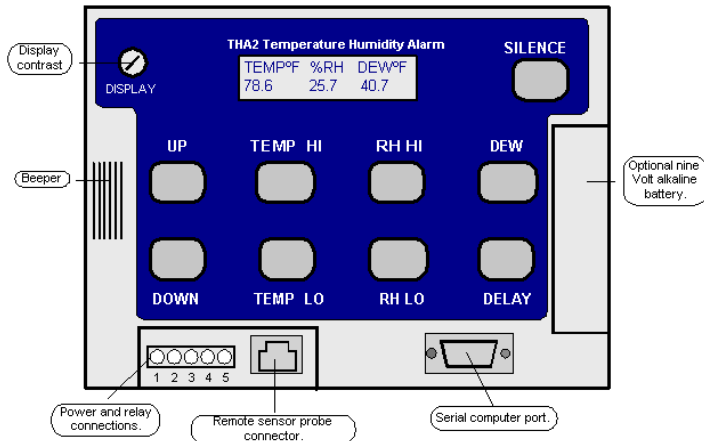 Display
contrast
THA2 Temperature Humidity Alarm
SILENCE
TEMPºF %RH DEWºF
78.6 25.7 40.7
DISPLAY
UP TEMP HI RH HI DEW
Beeper
Optional nine
Volt alkaline
battery.
DOWN TEMP LO RH LO DELAY
1 2 3 4 5
Power and relay
connections.
Remote sensor probe
connector.
Serial computer port.